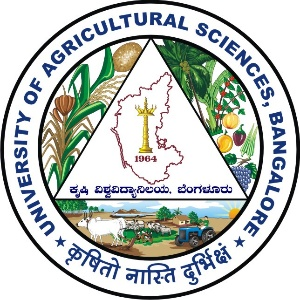 UNIVERSITY OF AGRICULTURAL SCIENCES, BANGALORE
1964
ಕೃಷಿ ವಿಶ್ವವಿದ್ಯಾನಿಲಯ, ಬೆಂಗಳೂರು
कृषितो नास्ति दुर्भिक्षं